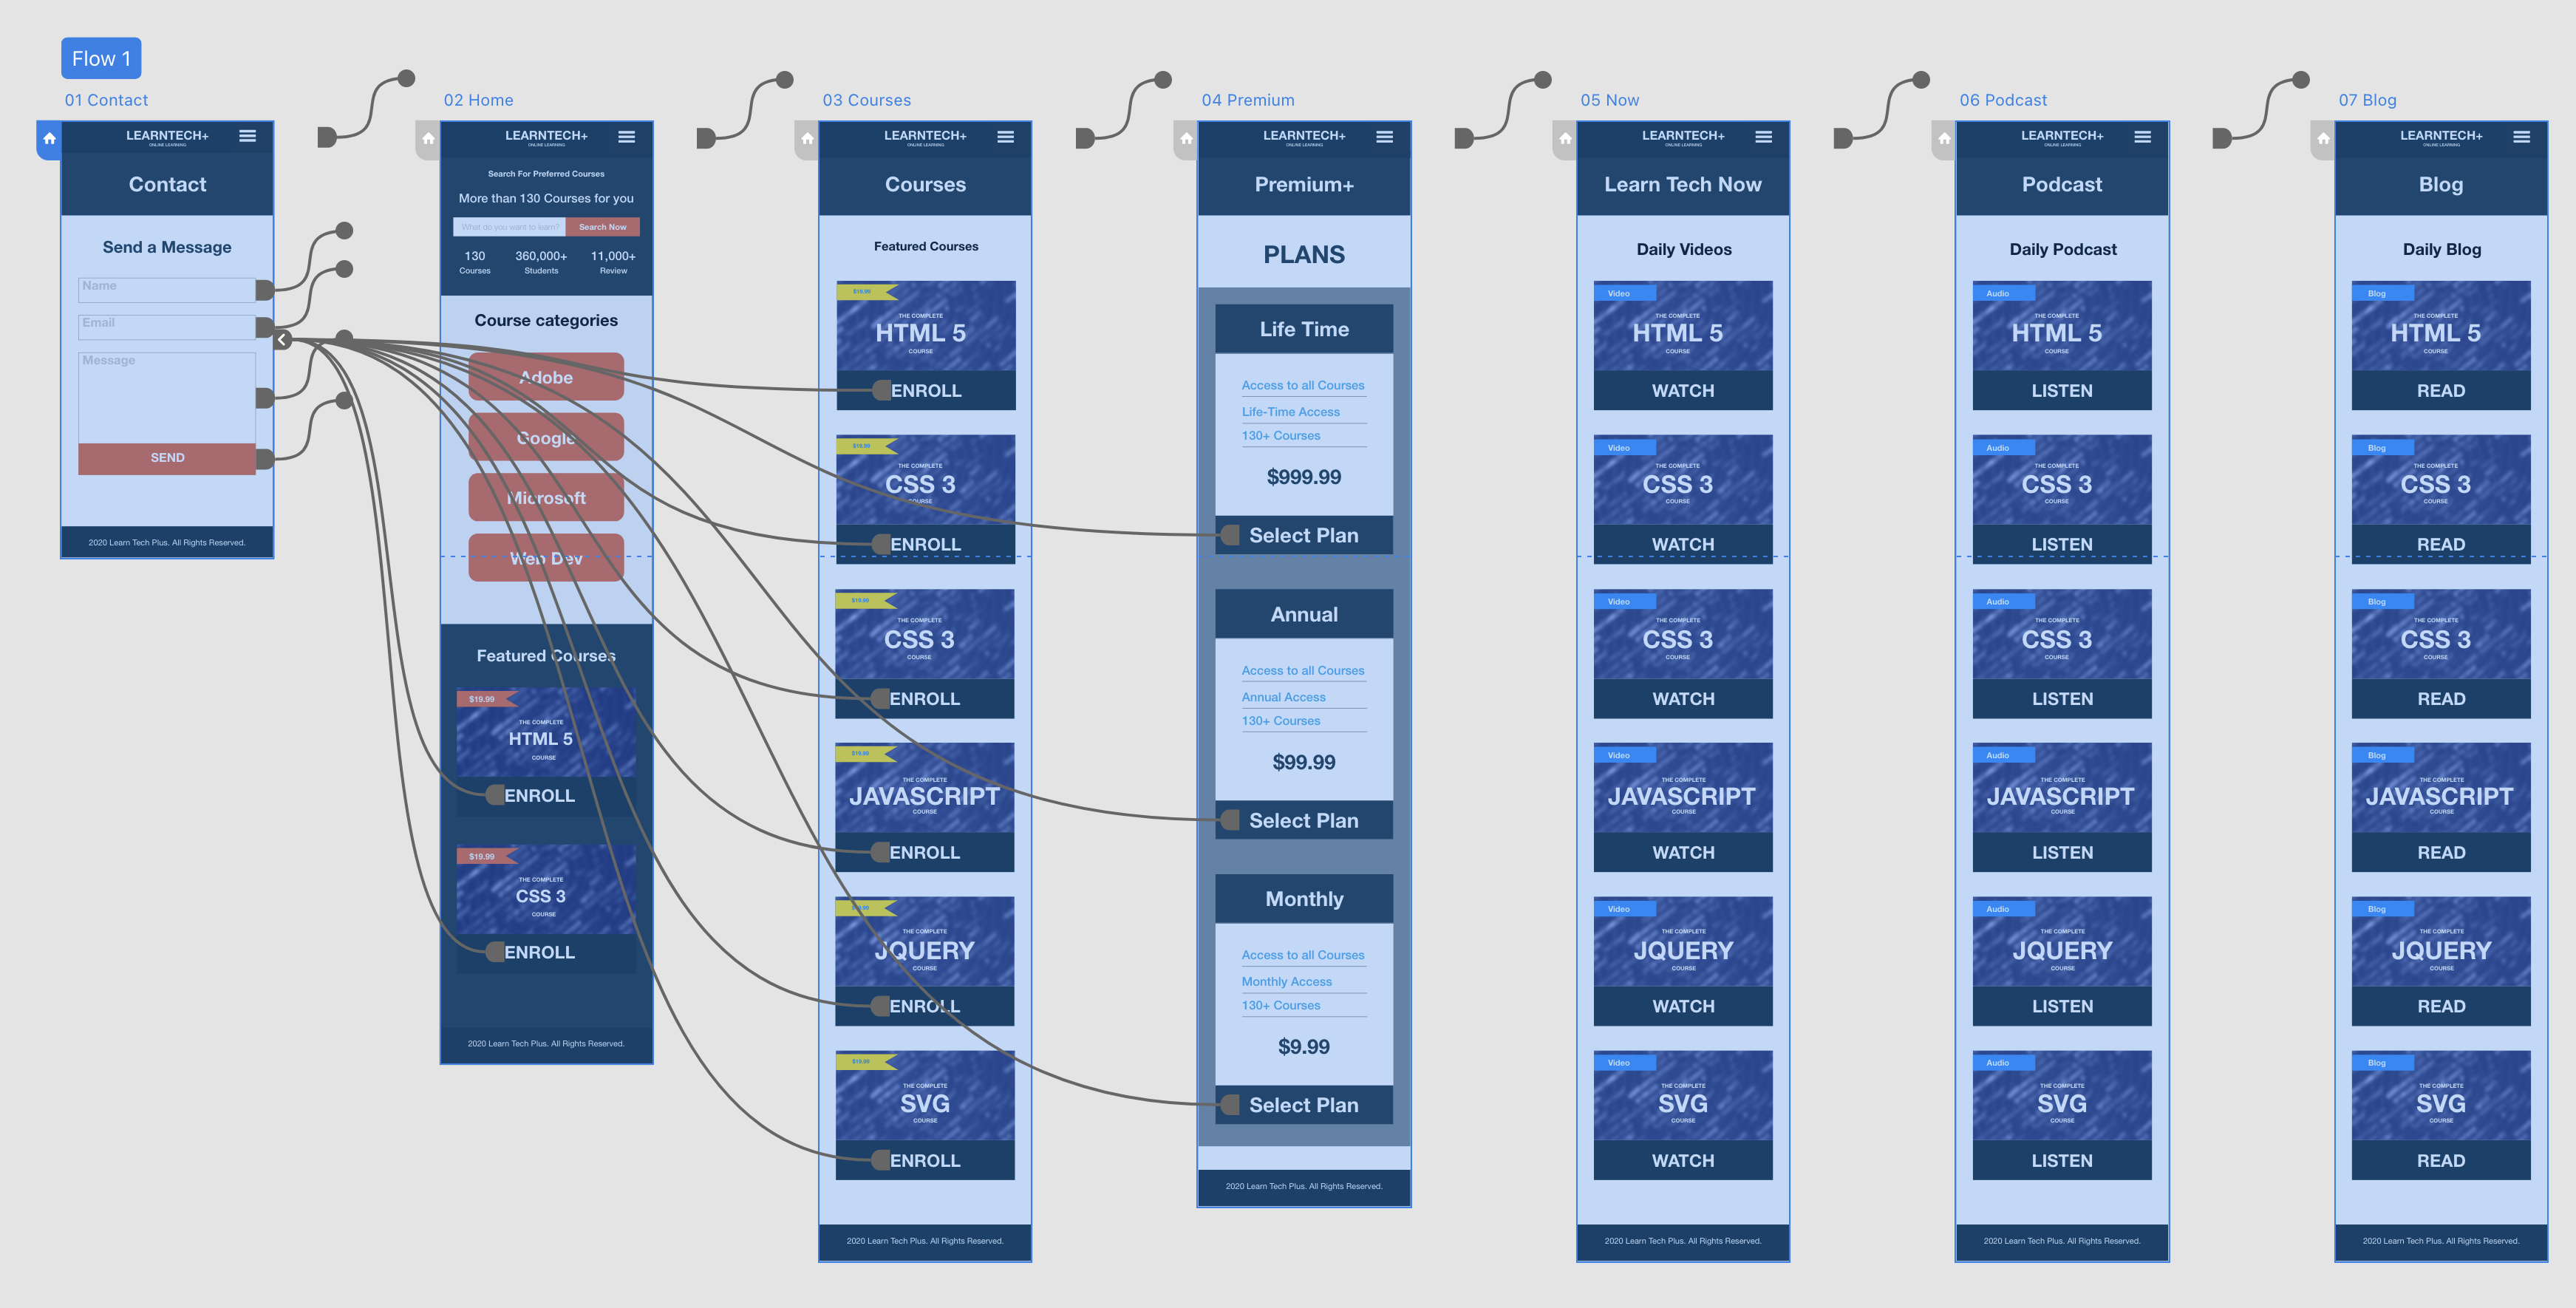 Flow 1
01 Contact
LEARNTECH+
ONLINE LEARNING
Contact
Send a Message
Name
Email
Message
SEND
2020 Learn Tech Plus. All Rights Reserved.
02 Home
LEARNTECH+
ONLINE LEARNING
Search For Preferred Courses
More than 130 Courses for you
What do you want to learn?
Search Now
130
Courses
360,000+
Students
11,000+
Review
Course categories
Adobe
Google
Microsoft
Web Dev
Featured Courses
$19.99
THE COMPLETE
HTML 5
COURSE
ENROLL
$19.99
THE COMPLETE
CSS 3
COURSE
ENROLL
2020 Learn Tech Plus. All Rights Reserved.
03 Courses
LEARNTECH+
ONLINE LEARNING
Courses
Featured Courses
$19.99
THE COMPLETE
HTML 5
COURSE
ENROLL
$19.99
THE COMPLETE
CSS 3
COURSE
ENROLL
$19.99
THE COMPLETE
CSS 3
COURSE
ENROLL
$19.99
THE COMPLETE
JAVASCRIPT
COURSE
ENROLL
$19.99
THE COMPLETE
JQUERY
COURSE
ENROLL
$19.99
THE COMPLETE
SVG
COURSE
ENROLL
2020 Learn Tech Plus. All Rights Reserved.
04 Premium
LEARNTECH+
ONLINE LEARNING
Premium+
PLANS
Life Time
Access to all Courses
Life-Time Access
130+ Courses
$999.99
Select Plan
Annual
Access to all Courses
Annual Access
130+ Courses
$99.99
Select Plan
Monthly
Access to all Courses
Monthly Access
130+ Courses
$9.99
Select Plan
2020 Learn Tech Plus. All Rights Reserved.
05 Now
LEARNTECH+
ONLINE LEARNING
Learn Tech Now
Daily Videos
Video
THE COMPLETE
HTML 5
COURSE
WATCH
Video
THE COMPLETE
CSS 3
COURSE
WATCH
Video
THE COMPLETE
CSS 3
COURSE
WATCH
Video
THE COMPLETE
JAVASCRIPT
COURSE
WATCH
Video
THE COMPLETE
JQUERY
COURSE
WATCH
Video
THE COMPLETE
SVG
COURSE
WATCH
2020 Learn Tech Plus. All Rights Reserved.
06 Podcast
LEARNTECH+
ONLINE LEARNING
Podcast
Daily Podcast
Audio
THE COMPLETE
HTML 5
COURSE
LISTEN
Audio
THE COMPLETE
CSS 3
COURSE
LISTEN
Audio
THE COMPLETE
CSS 3
COURSE
LISTEN
Audio
THE COMPLETE
JAVASCRIPT
COURSE
LISTEN
Audio
THE COMPLETE
JQUERY
COURSE
LISTEN
Audio
THE COMPLETE
SVG
COURSE
LISTEN
2020 Learn Tech Plus. All Rights Reserved.
07 Blog
LEARNTECH+
ONLINE LEARNING
Blog
Daily Blog
Blog
THE COMPLETE
HTML 5
COURSE
READ
Blog
THE COMPLETE
CSS 3
COURSE
READ
Blog
THE COMPLETE
CSS 3
COURSE
READ
Blog
THE COMPLETE
JAVASCRIPT
COURSE
READ
Blog
THE COMPLETE
JQUERY
COURSE
READ
Blog
THE COMPLETE
SVG
COURSE
READ
2020 Learn Tech Plus. All Rights Reserved.